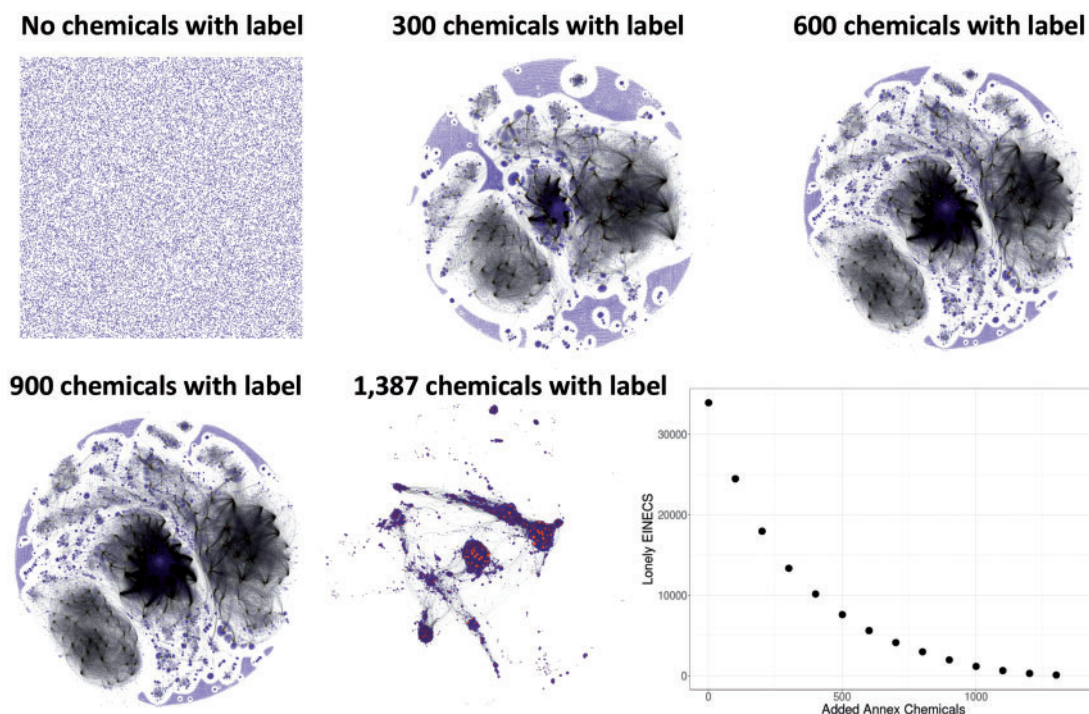 No chemicals with label
300 chemicals with label
600 chemicals with label
900 chemicals with label
1,387 chemicals with label
Lonely EINECS
30000
20000
10000
0
0
500
1000
Added Annex Chemicals